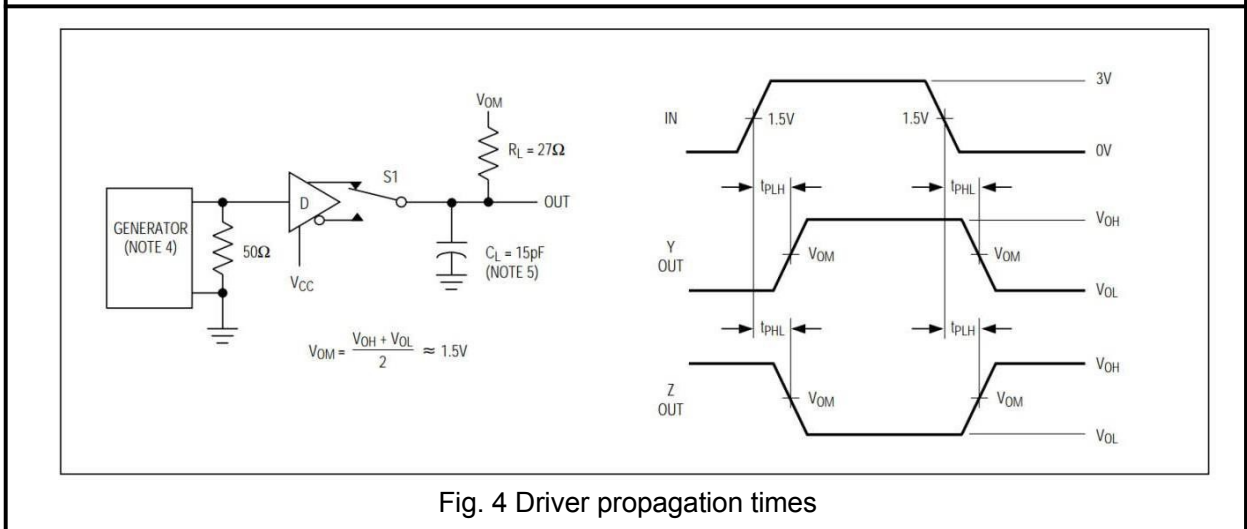 GENERATOR
(NOTE 4)
50Ω
D
VCC
S1
VOM
RL = 27Ω
OUT
CL = 15pF
(NOTE 5)
VOM = VOH + VOL / 2 ≈ 1.5V
IN
1.5V
1.5V
3V
0V
tPLH
tPHL
Y
OUT
VOM
VOM
VOH
VOL
tPHL
tPLH
Z
OUT
VOM
VOM
VOH
VOL
Fig. 4 Driver propagation times